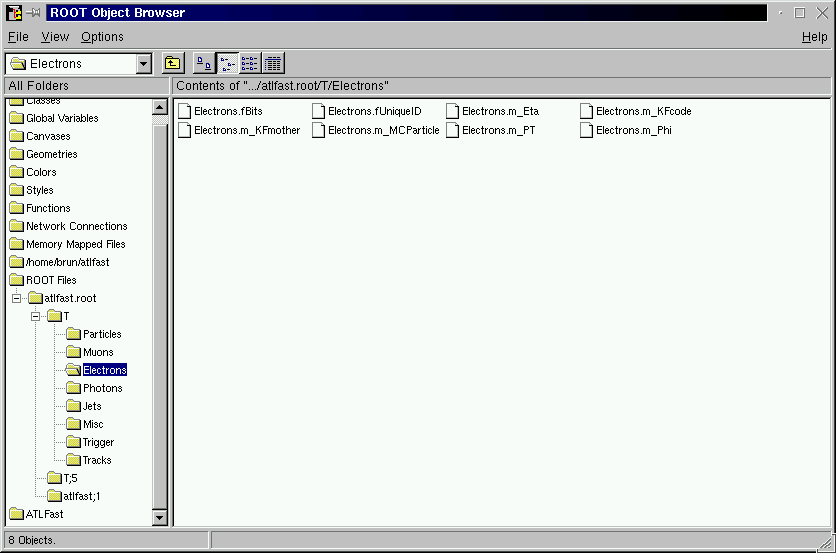 ROOT Object Browser
File View Options Help
Electrons
All Folders
Contents of ".../atlfast.root/T/Electrons"
Classes
Global Variables
Canvases
Geometries
Colors
Styles
Functions
Network Connections
Memory Mapped Files
/home/brun/atlfast
ROOT Files
atlfast.root
T
Particles
Muons
Electrons
Photons
Jets
Misc
Trigger
Tracks
T;5
atlfast;1
ATLFast
Electrons.fBits Electrons.fUniqueID Electrons.m_Eta Electrons.m_KFcode
Electrons.m_KFmother Electrons.m_MCParticle Electrons.m_PT Electrons.m_Phi
8 Objects.